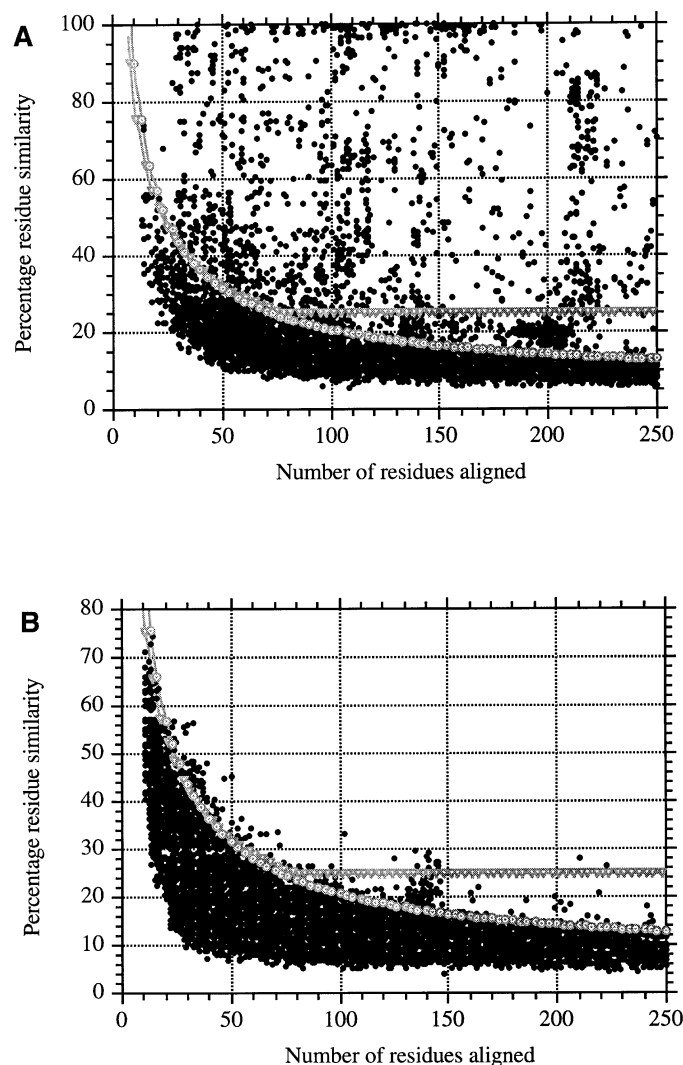 A
Percentage residue similarity
100
80
60
40
20
0
0 50 100 150 200 250
Number of residues aligned
B
Percentage residue similarity
80
70
60
50
40
30
20
10
0
0 50 100 150 200 250
Number of residues aligned